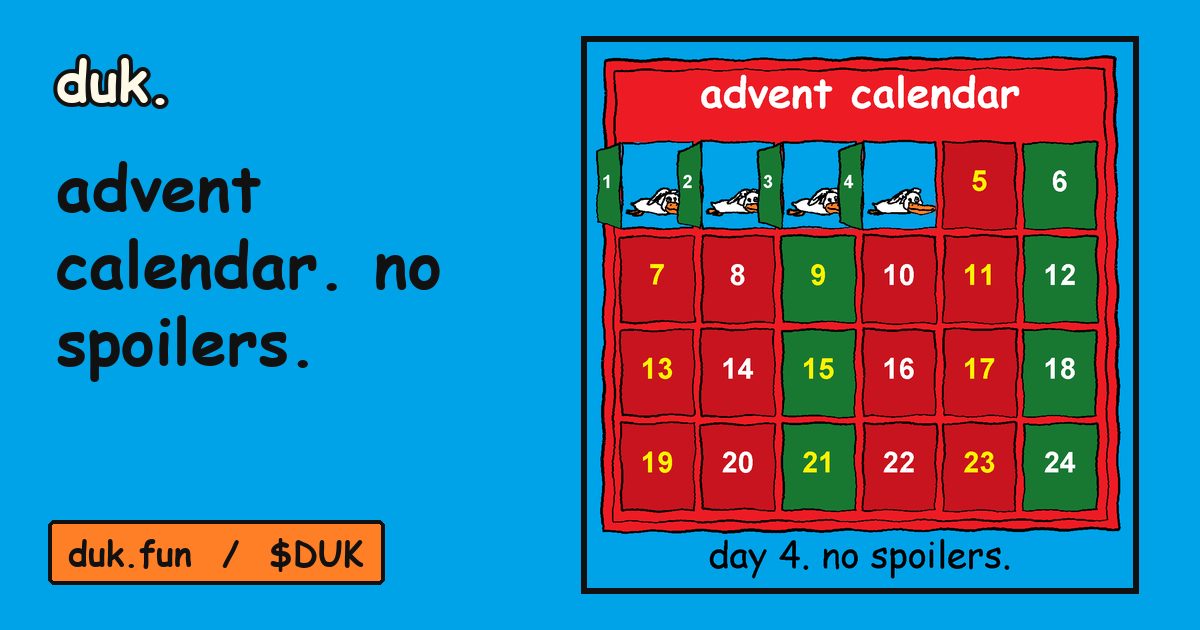 duk.
advent
calendar. no
spoilers.
duk.fun / $DUK
advent calendar
1 2 3 4 5 6
7 8 9 10 11 12
13 14 15 16 17 18
19 20 21 22 23 24
day 4. no spoilers.